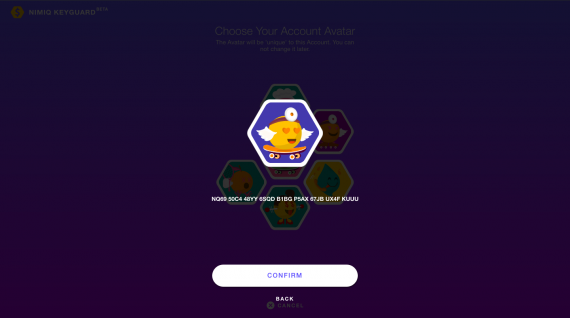 NIMIQ KEYGUARD BETA
Choose Your Account Avatar
The Avatar will be 'unique' to this Account. You can
not change it later.
NQ69 50C4 48YY 6SQD B1BG P5AX 67JB UX4F KUUU
CONFIRM
BACK
CANCEL